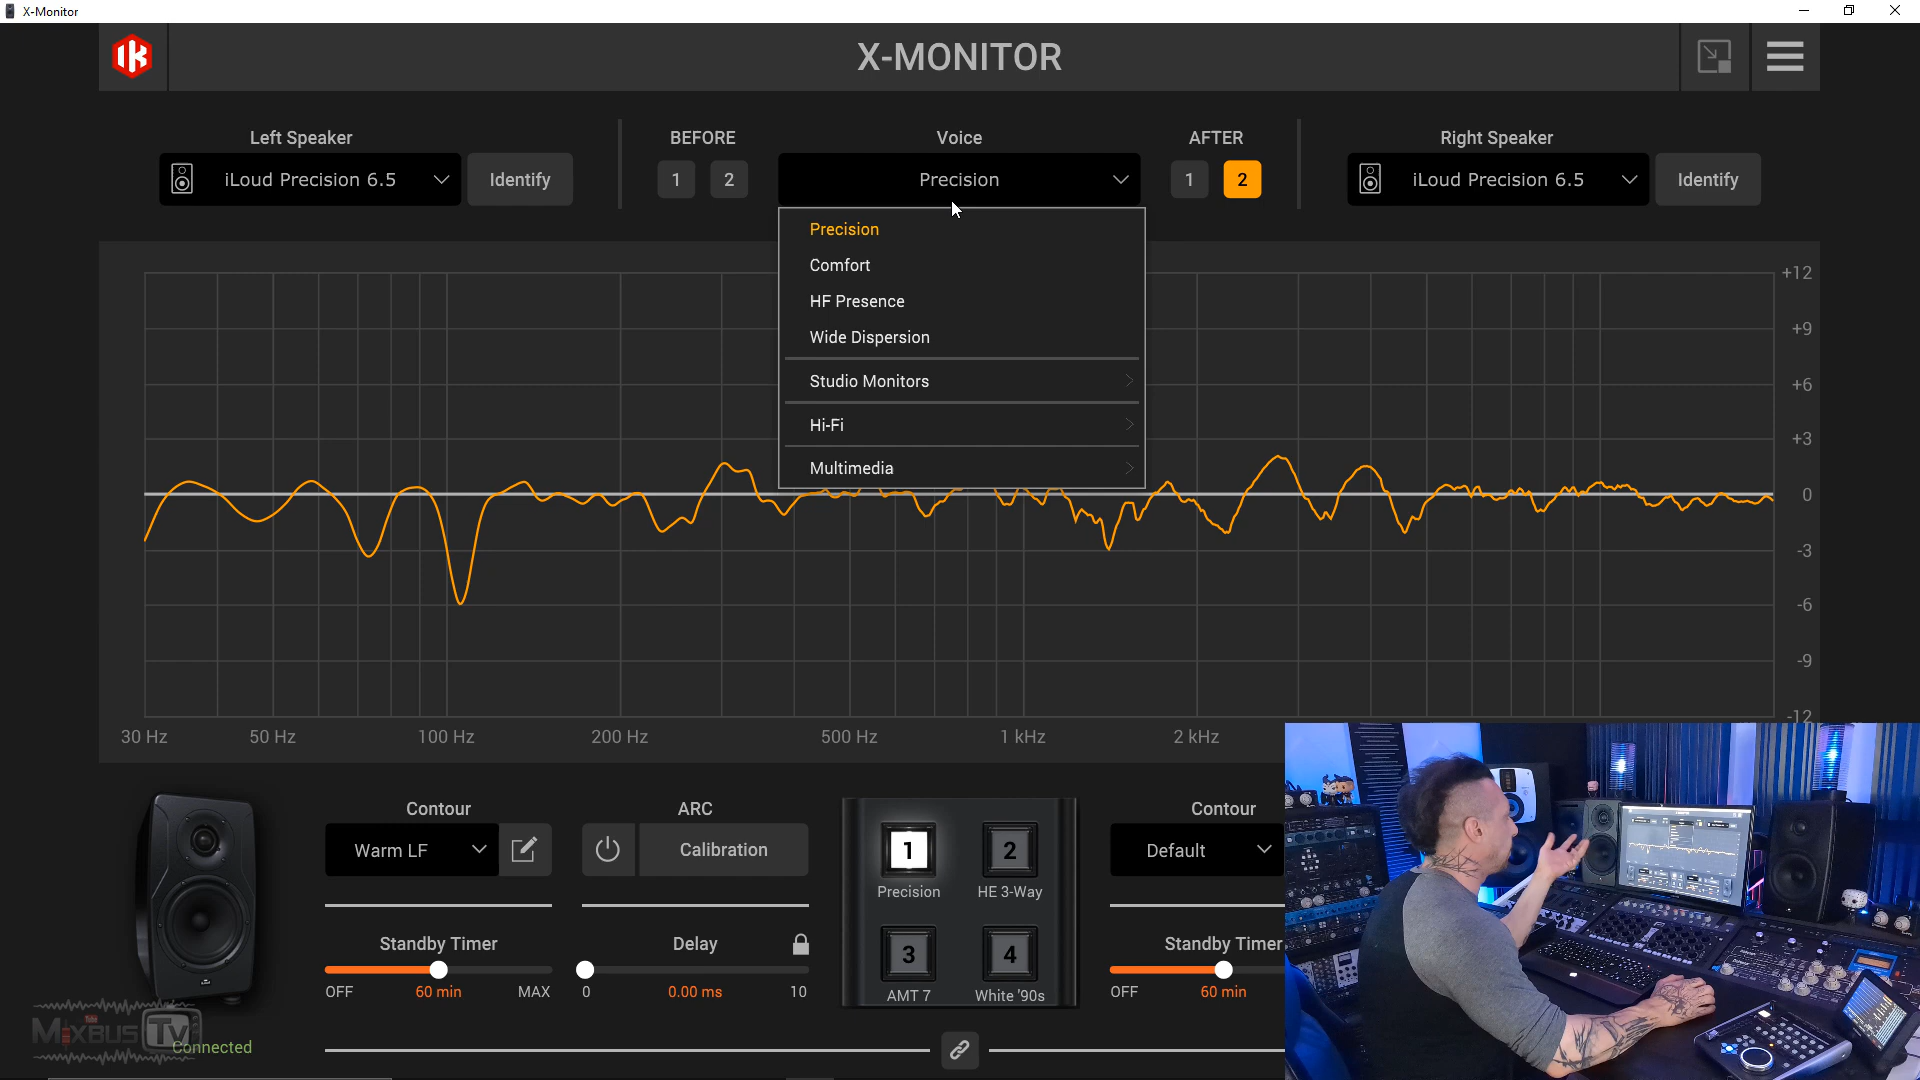 X-Monitor
X-MONITOR
Left Speaker
iLoud Precision 6.5
Identify
BEFORE
1
2
Voice
Precision
AFTER
1
2
Right Speaker
iLoud Precision 6.5
Identify
Precision
Comfort
HF Presence
Wide Dispersion
Studio Monitors
Hi-Fi
Multimedia
+12
+9
+6
+3
0
-3
-6
-9
-12
30 Hz
50 Hz
100 Hz
200 Hz
500 Hz
1 kHz
2 kHz
Contour
Warm LF
ARC
Calibration
1
Precision
2
HE 3-Way
3
AMT 7
4
White '90s
Contour
Default
Standby Timer
OFF
60 min
MAX
Delay
0
0.00 ms
10
Standby Timer
OFF
60 min
MixBus Tv
Connected